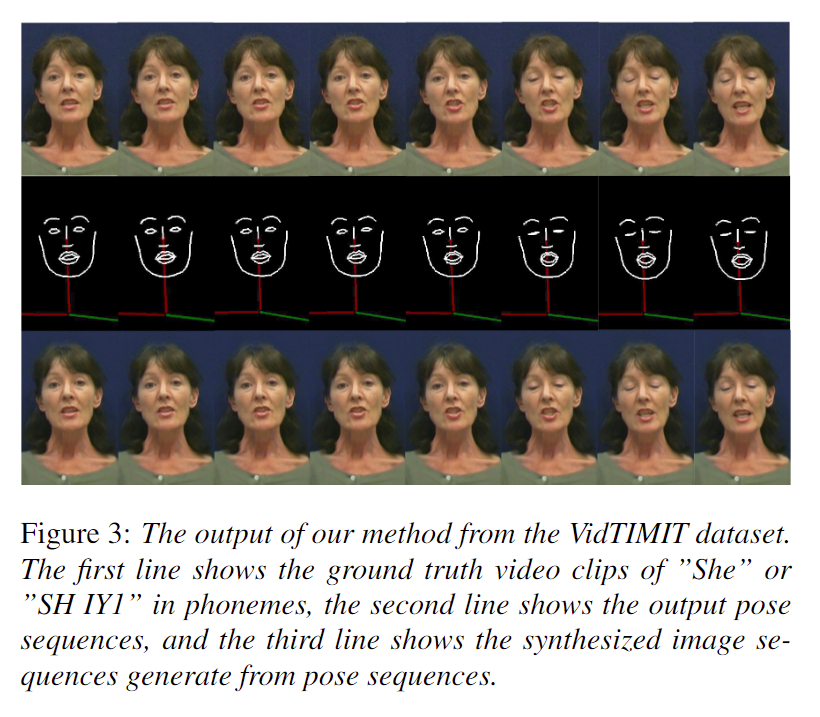 Figure 3: The output of our method from the VidTIMIT dataset.
The first line shows the ground truth video clips of ”She” or
”SH IY1” in phonemes, the second line shows the output pose
sequences, and the third line shows the synthesized image se-
quences generate from pose sequences.